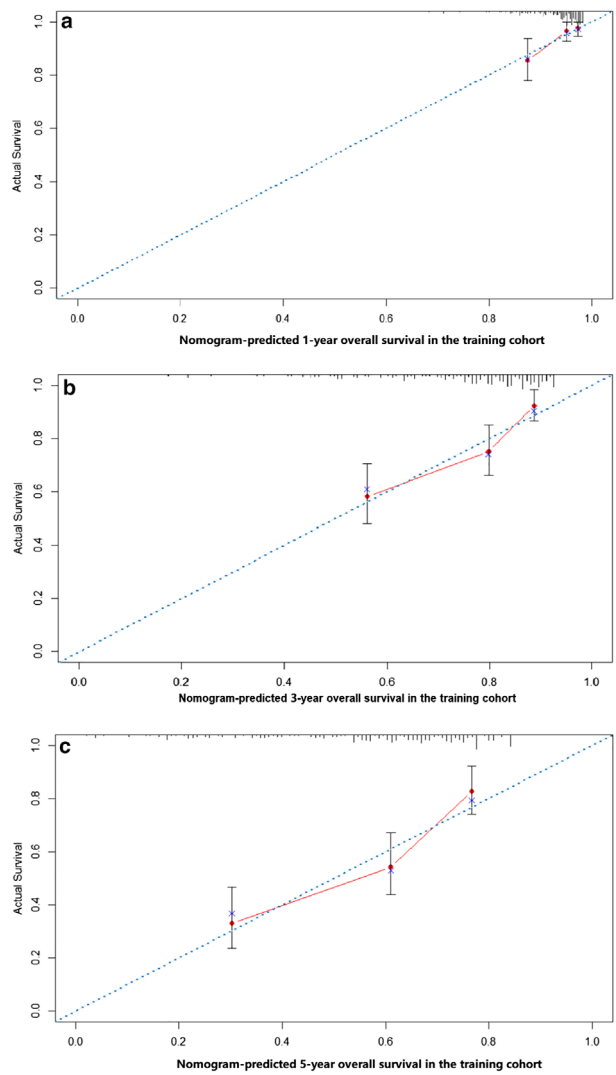 a
1.0
0.8
0.6
0.4
0.2
0.0
Actual Survival
0.0 0.2 0.4 0.6 0.8 1.0
Nomogram-predicted 1-year overall survival in the training cohort
b
1.0
0.8
0.6
0.4
0.2
0.0
Actual Survival
0.0 0.2 0.4 0.6 0.8 1.0
Nomogram-predicted 3-year overall survival in the training cohort
c
1.0
0.8
0.6
0.4
0.2
0.0
Actual Survival
0.0 0.2 0.4 0.6 0.8 1.0
Nomogram-predicted 5-year overall survival in the training cohort